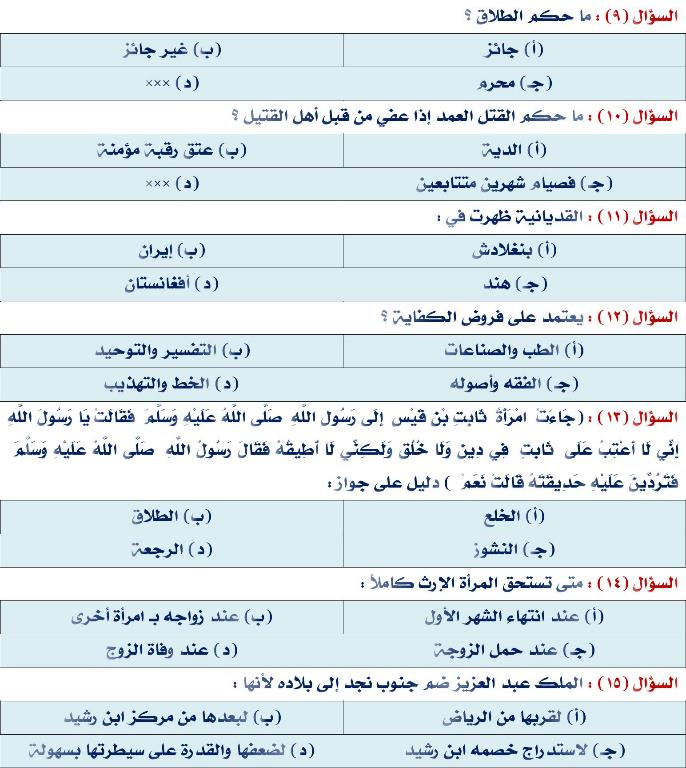 السؤال (٩) : ما حكم الطلاق ؟
(أ) جائز (ب) غير جائز
(جـ) محرم (د) ×××
السؤال (١٠) : ما حكم القتل العمد إذا عفي من قبل أهل القتيل ؟
(أ) الدية (ب) عتق رقبة مؤمنة
(جـ) فصيام شهرين متتابعين (د) ×××
السؤال (١١) : القديانية ظهرت في :
(أ) بنغلادش (ب) إيران
(جـ) هند (د) أفغانستان
السؤال (١٢) : يعتمد على فروض الكفاية ؟
(أ) الطب والصناعات (ب) التفسير والتوحيد
(جـ) الفقه وأصوله (د) الخط والتهذيب
السؤال (١٣) : (جَاءَتْ امْرَأَةُ ثَابِتِ بْنِ قَيْسٍ إِلَى رَسُولِ اللَّهِ صَلَّى اللَّهُ عَلَيْهِ وَسَلَّمَ فَقَالَتْ يَا رَسُولَ اللَّهِ
إِنِّي لَا أَعْتِبُ عَلَى ثَابِتٍ فِي دِينٍ وَلَا خُلُقٍ وَلَكِنِّي لَا أُطِيقُهُ فَقَالَ رَسُولُ اللَّهِ صَلَّى اللَّهُ عَلَيْهِ وَسَلَّمَ
فَتَرُدِّينَ عَلَيْهِ حَدِيقَتَهُ قَالَتْ نَعَمْ ) دليل على جواز:
(أ) الخلع (ب) الطلاق
(جـ) النشوز (د) الرجعة
السؤال (١٤) : متى تستحق المرأة الإرث كاملاً :
(أ) عند انتهاء الشهر الأول (ب) عند زواجه بـ امرأة أخرى
(جـ) عند حمل الزوجة (د) عند وفاة الزوج
السؤال (١٥) : الملك عبد العزيز ضم جنوب نجد إلى بلاده لأنها :
(أ) لقربها من الرياض (ب) لبعدها من مركز ابن رشيد
(جـ) لاستدراج خصمه ابن رشيد (د) لضعفها والقدرة على سيطرتها بسهولة